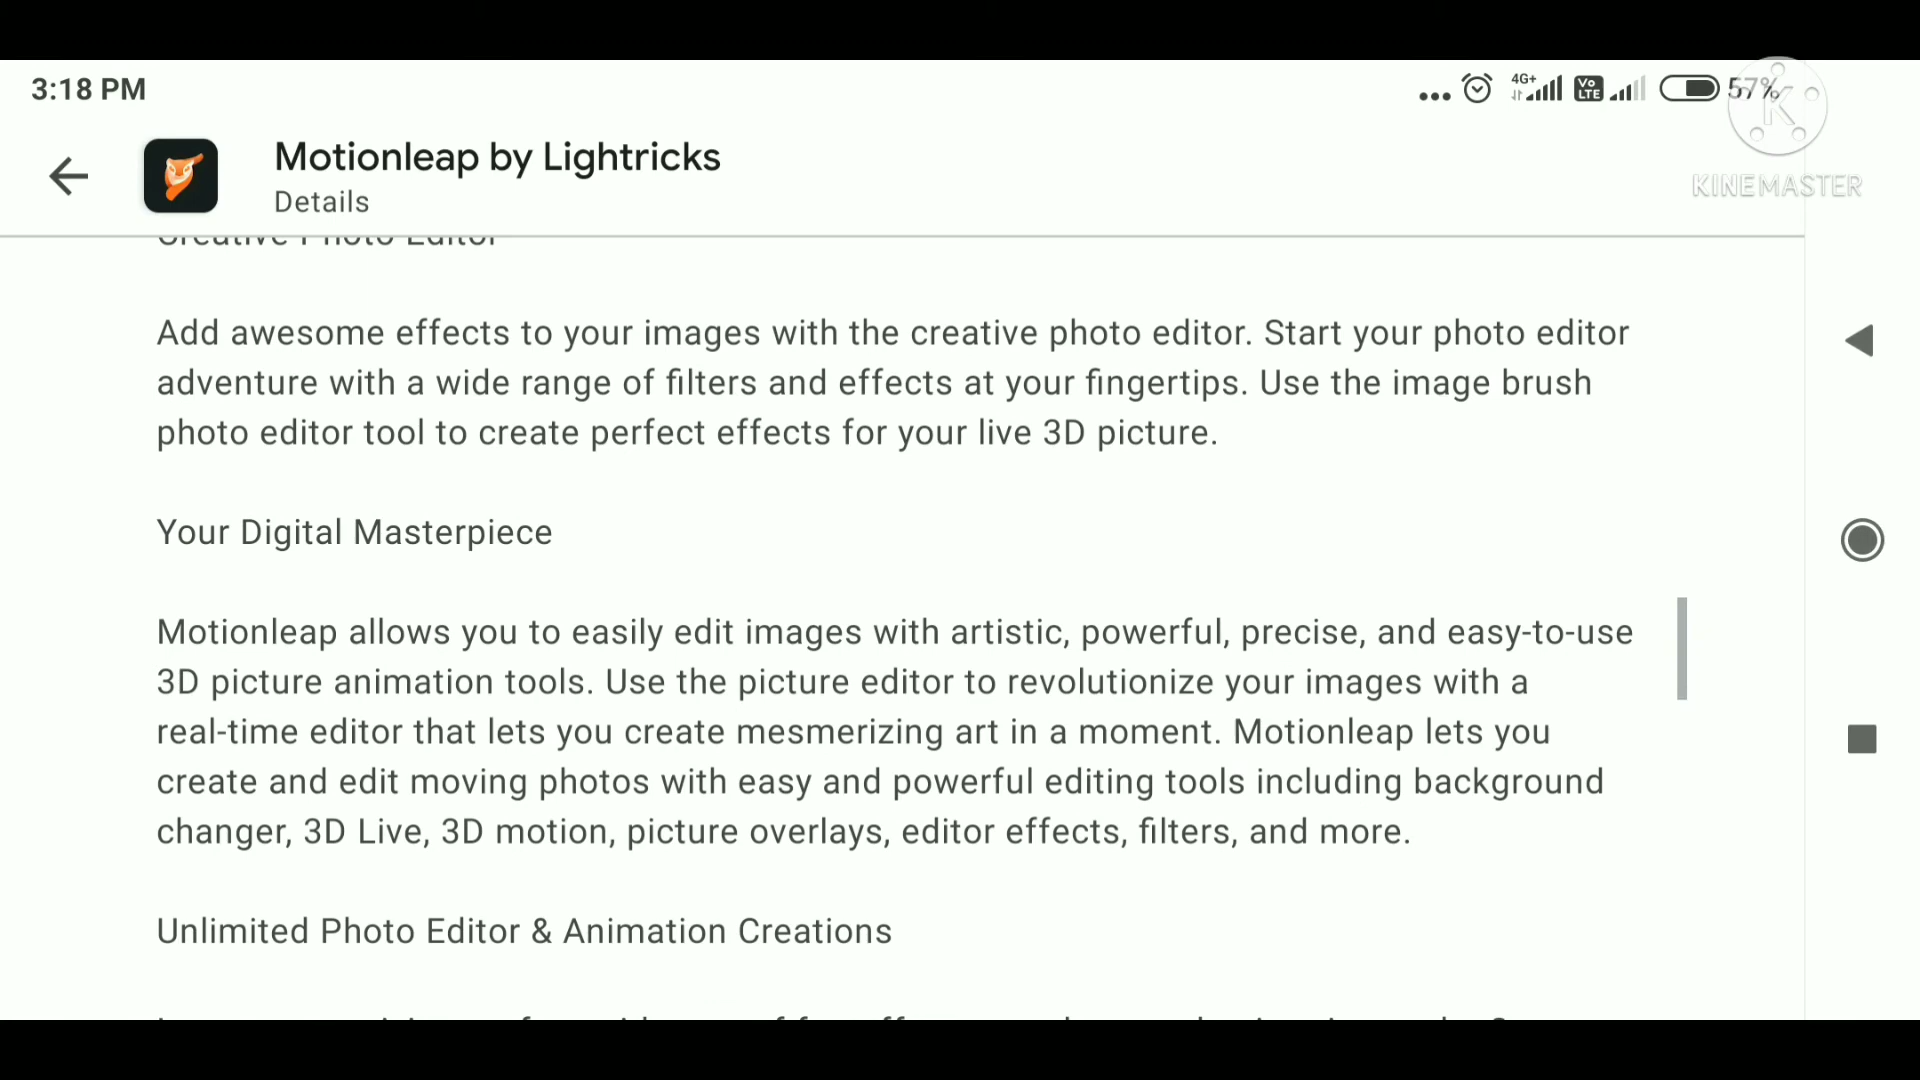 3:18 PM
4G+
Vo
LTE
57%
K
KINEMASTER
Motionleap by Lightricks
Details
Creative Photo Editor
Add awesome effects to your images with the creative photo editor. Start your photo editor
adventure with a wide range of filters and effects at your fingertips. Use the image brush
photo editor tool to create perfect effects for your live 3D picture.
Your Digital Masterpiece
Motionleap allows you to easily edit images with artistic, powerful, precise, and easy-to-use
3D picture animation tools. Use the picture editor to revolutionize your images with a
real-time editor that lets you create mesmerizing art in a moment. Motionleap lets you
create and edit moving photos with easy and powerful editing tools including background
changer, 3D Live, 3D motion, picture overlays, editor effects, filters, and more.
Unlimited Photo Editor & Animation Creations